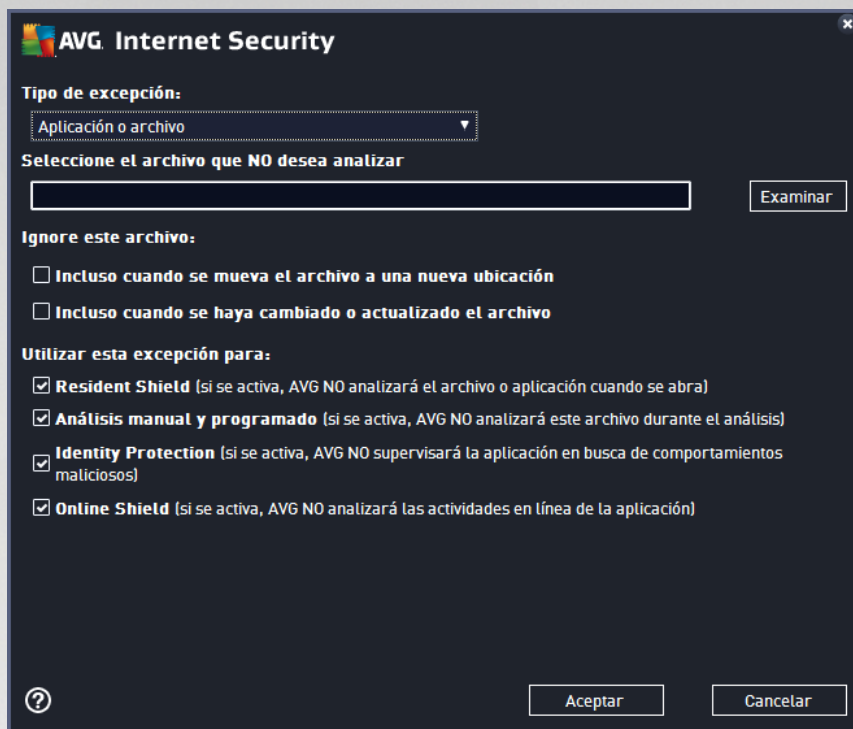 AVG. Internet Security
Tipo de excepción:
Aplicación o archivo
Seleccione el archivo que NO desea analizar
Examinar
Ignore este archivo:
Incluso cuando se mueva el archivo a una nueva ubicación
Incluso cuando se haya cambiado o actualizado el archivo
Utilizar esta excepción para:
Resident Shield (si se activa, AVG NO analizará el archivo o aplicación cuando se abra)
Análisis manual y programado (si se activa, AVG NO analizará este archivo durante el análisis)
Identity Protection (si se activa, AVG NO supervisará la aplicación en busca de comportamientos
maliciosos)
Online Shield (si se activa, AVG NO analizará las actividades en línea de la aplicación)
?
Aceptar
Cancelar